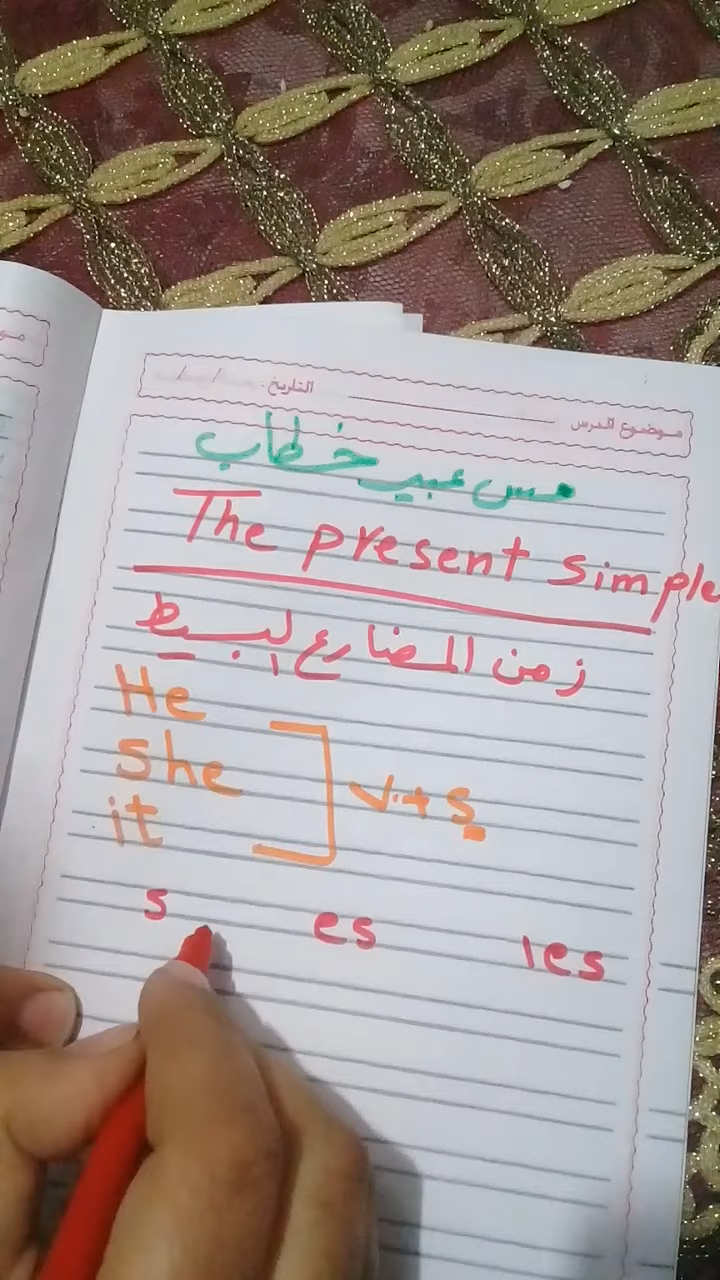 موضوع الدرس التاريخ / /
مس عبير خطاب
The present simple
زمن المضارع البسيط
He
she
it
v.+s
s es ies